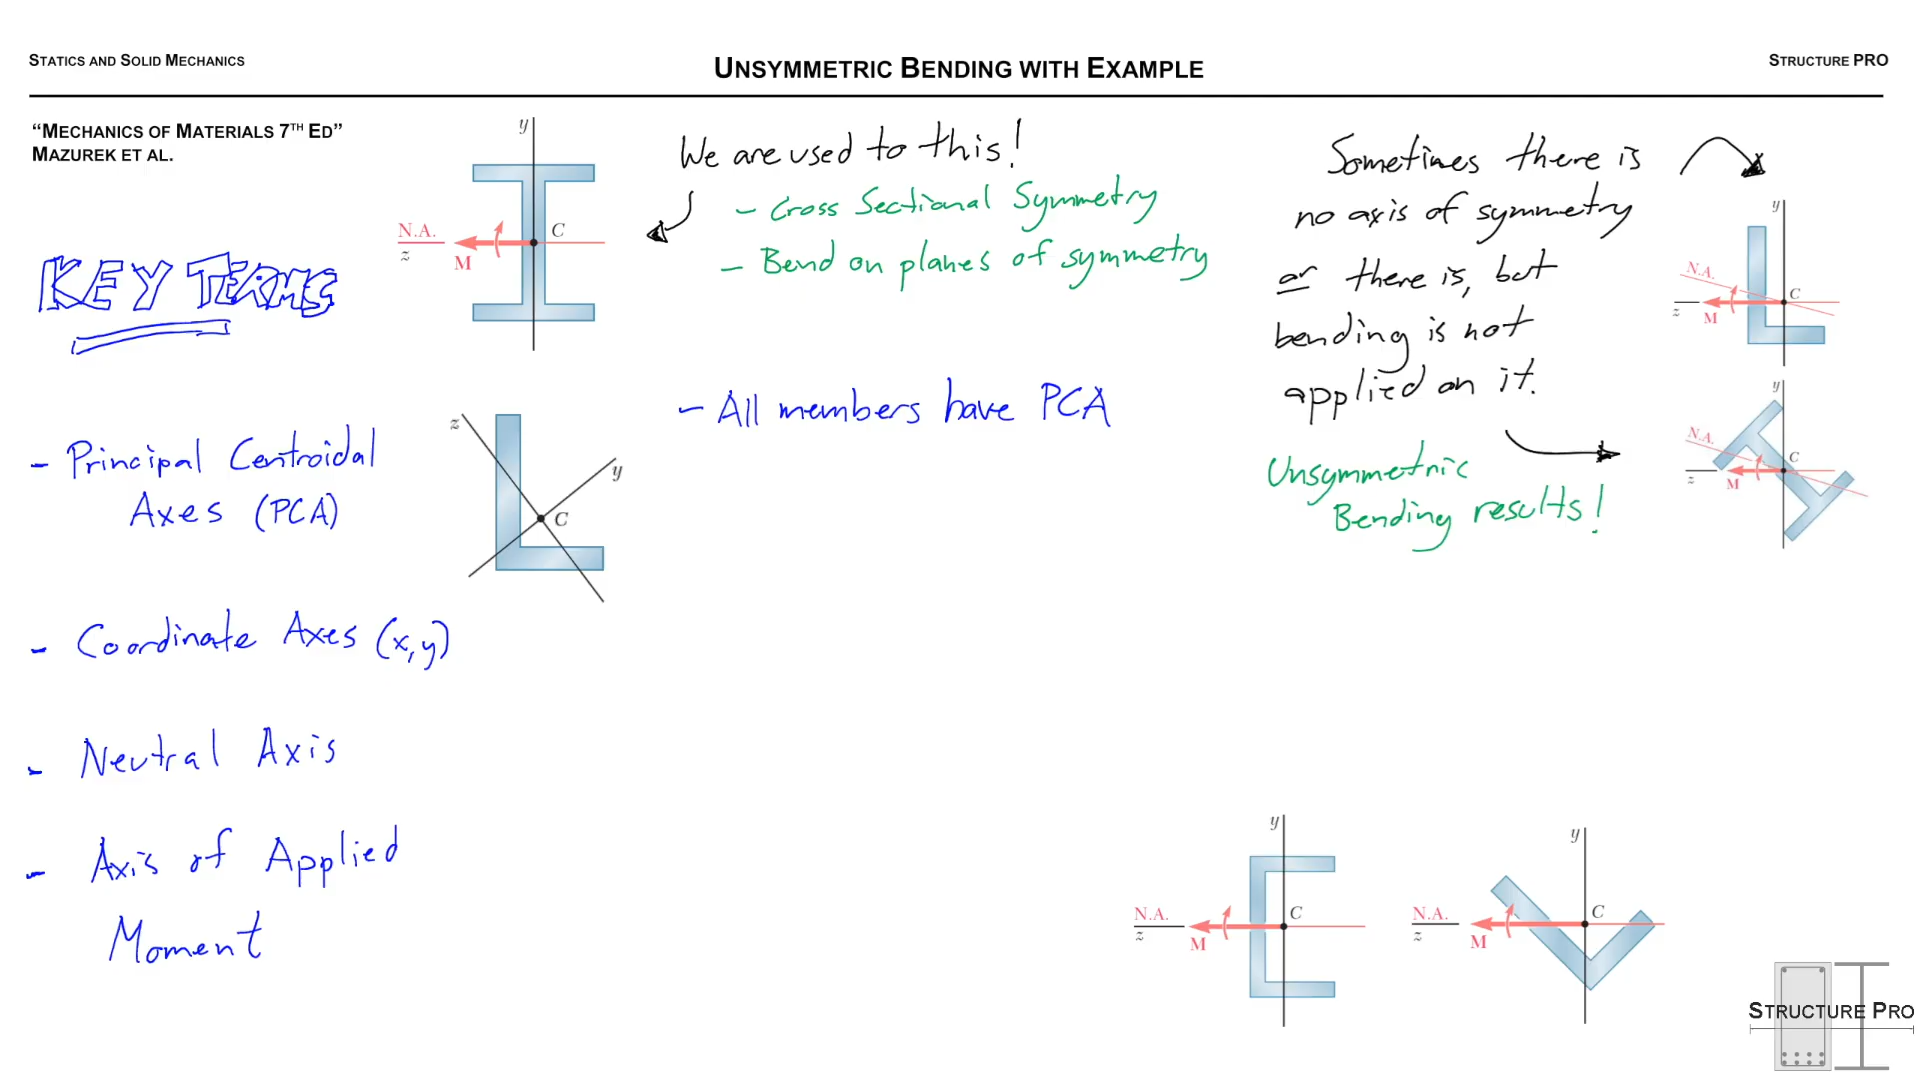 STATICS AND SOLID MECHANICS
UNSYMMETRIC BENDING WITH EXAMPLE
STRUCTURE PRO
"MECHANICS OF MATERIALS 7TH ED"
MAZUREK ET AL.
y
N.A.
z
M
C
We are used to this!
- Cross Sectional Symmetry
- Bend on planes of symmetry
Sometimes there is
no axis of symmetry
or there is, but
bending is not
applied on it.
Unsymmetric
Bending results!
y
N.A.
z
M
C
y
N.A.
z
M
C
KEY TERMS
- Principal Centroidal
Axes (PCA)
z
y
C
- All members have PCA
- Coordinate Axes (x,y)
- Neutral Axis
- Axis of Applied
Moment
y
N.A.
z
M
C
y
N.A.
z
M
C
STRUCTURE PRO